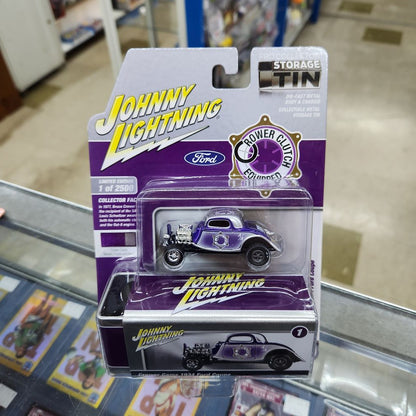 STORAGE
TIN
DIE-CAST METAL
BODY & CHASSIS
COLLECTIBLE METAL
STORAGE TIN
JOHNNY
LIGHTNING
Ford
CROWER CLUTCH
EQUIPPED
LIMITED EDITION
1 of 2500
COLLECTOR FACT
JOHNNY
LIGHTNING
JOHNNY
LIGHTNING
1
1934 Ford Coupe